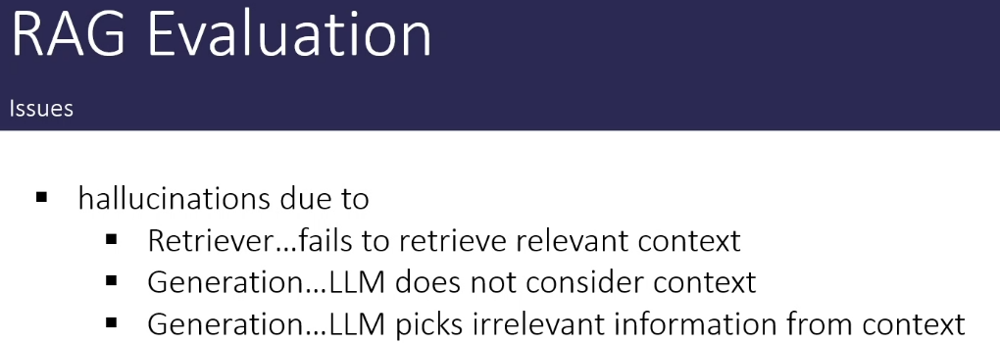 RAG Evaluation
Issues
▪ hallucinations due to
▪ Retriever...fails to retrieve relevant context
▪ Generation...LLM does not consider context
▪ Generation...LLM picks irrelevant information from context